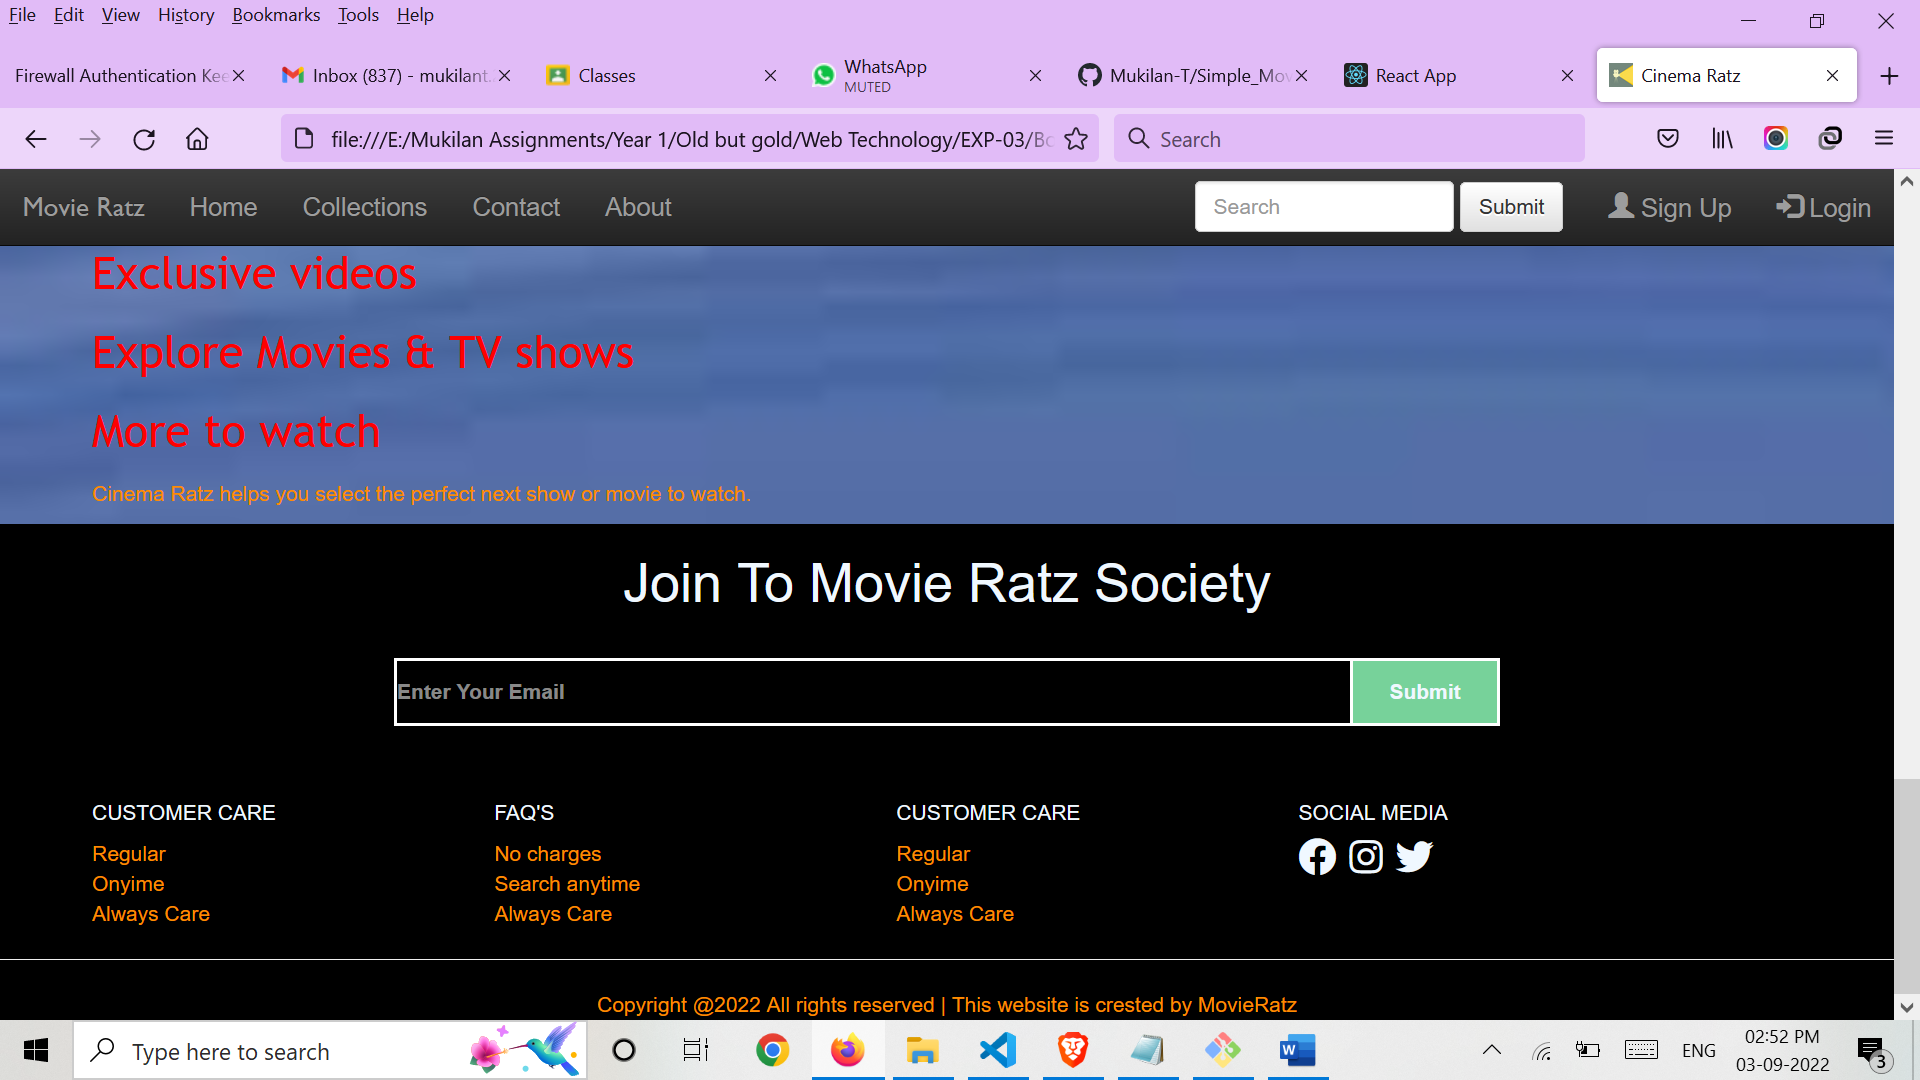 File Edit View History Bookmarks Tools Help
Firewall Authentication Kee
Inbox (837) - mukilant.
Classes
WhatsApp
MUTED
Mukilan-T/Simple_Mov
React App
Cinema Ratz
file:///E:/Mukilan Assignments/Year 1/Old but gold/Web Technology/EXP-03/Bo
Search
Movie Ratz Home Collections Contact About Search Submit Sign Up Login
Exclusive videos
Explore Movies & TV shows
More to watch
Cinema Ratz helps you select the perfect next show or movie to watch.
Join To Movie Ratz Society
Enter Your Email Submit
CUSTOMER CARE
Regular
Onyime
Always Care
FAQ'S
No charges
Search anytime
Always Care
CUSTOMER CARE
Regular
Onyime
Always Care
SOCIAL MEDIA
Copyright @2022 All rights reserved | This website is crested by MovieRatz
Type here to search
W
ENG
02:52 PM
03-09-2022
3